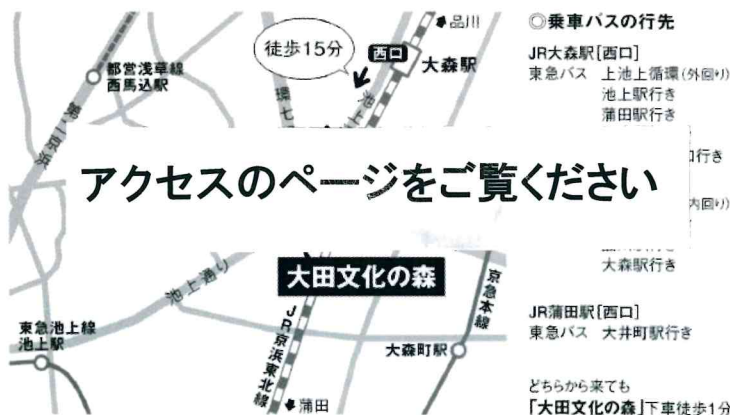 品川
徒歩15分
西口
大森駅
都営浅草線
西馬込駅
環七
池上
第二京浜
アクセスのページをご覧ください
大田文化の森
池上通り
京急本線
JR京浜東北線
東急池上線
池上駅
大森町駅
蒲田
◎乗車バスの行先
JR大森駅[西口]
東急バス 上池上循環(外回り)
池上駅行き
蒲田駅行き
口行き
内回り)
大森駅行き
JR蒲田駅[西口]
東急バス 大井町駅行き
どちらから来ても
「大田文化の森」下車徒歩1分